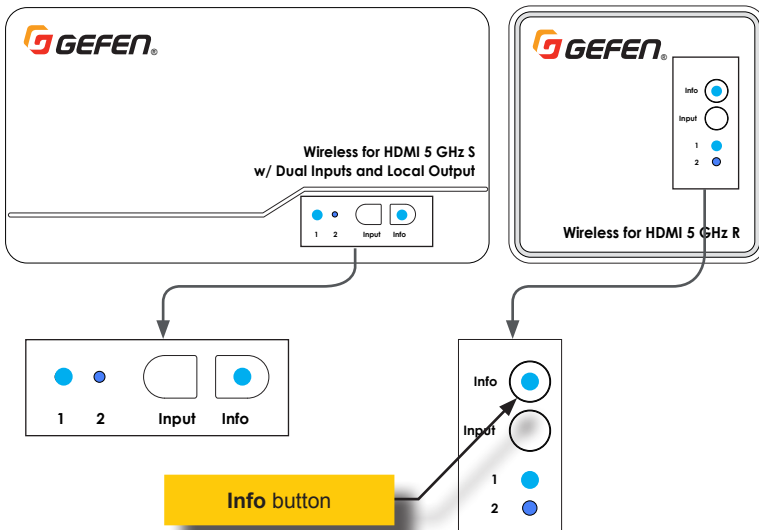 GEFEN®
Wireless for HDMI 5 GHz S
w/ Dual Inputs and Local Output
1 2 Input Info
GEFEN®
Info
Input
1
2
Wireless for HDMI 5 GHz R
1 2 Input Info
Info
Input
1
2
Info button